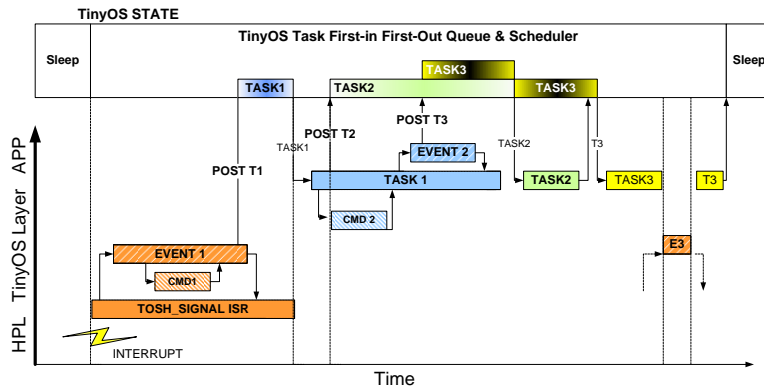 TinyOS STATE
TinyOS Task First-in First-Out Queue & Scheduler
Sleep
Sleep
TASK3
TASK1
TASK2
TASK3
POST T1
TASK1
POST T2
POST T3
TASK2
T3
EVENT 2
TASK 1
TASK2
TASK3
T3
CMD 2
EVENT 1
E3
CMD1
TOSH_SIGNAL ISR
INTERRUPT
HPL TinyOS Layer APP
Time